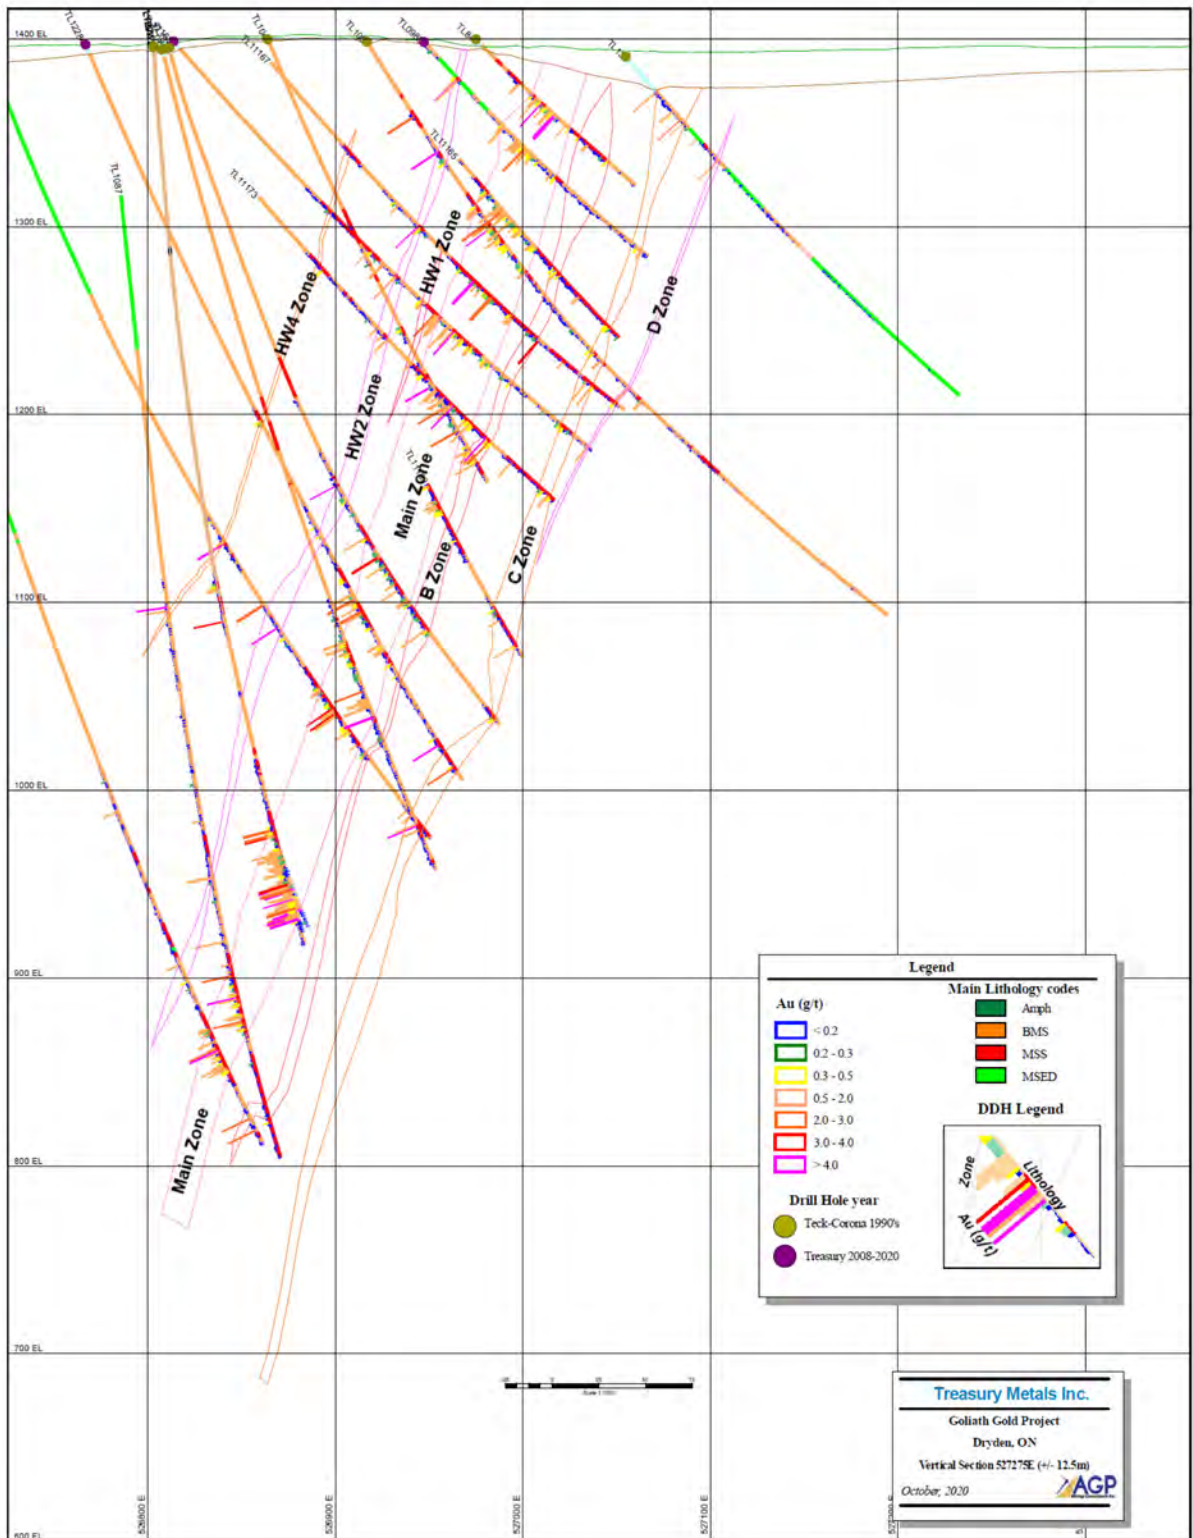 1400 EL
TL1228
TL11167
TL11165
TL1087
TL11173
1300 EL
HW1 Zone
HW4 Zone
D Zone
1200 EL
HW2 Zone
Main Zone
C Zone
B Zone
1100 EL
1000 EL
900 EL
800 EL
Main Zone
700 EL
Legend
Au (g/t)
< 0.2
0.2 - 0.3
0.3 - 0.5
0.5 - 2.0
2.0 - 3.0
3.0 - 4.0
> 4.0
Main Lithology codes
Amph
BMS
MSS
MSED
DDH Legend
Zone
Lithology
Au (g/t)
Drill Hole year
Teck-Corona 1990's
Treasury 2008-2020
Treasury Metals Inc.
Goliath Gold Project
Dryden, ON
Vertical Section 527275E (+/- 12.5m)
October, 2020
AGP
526800 E
526900 E
527000 E
527100 E